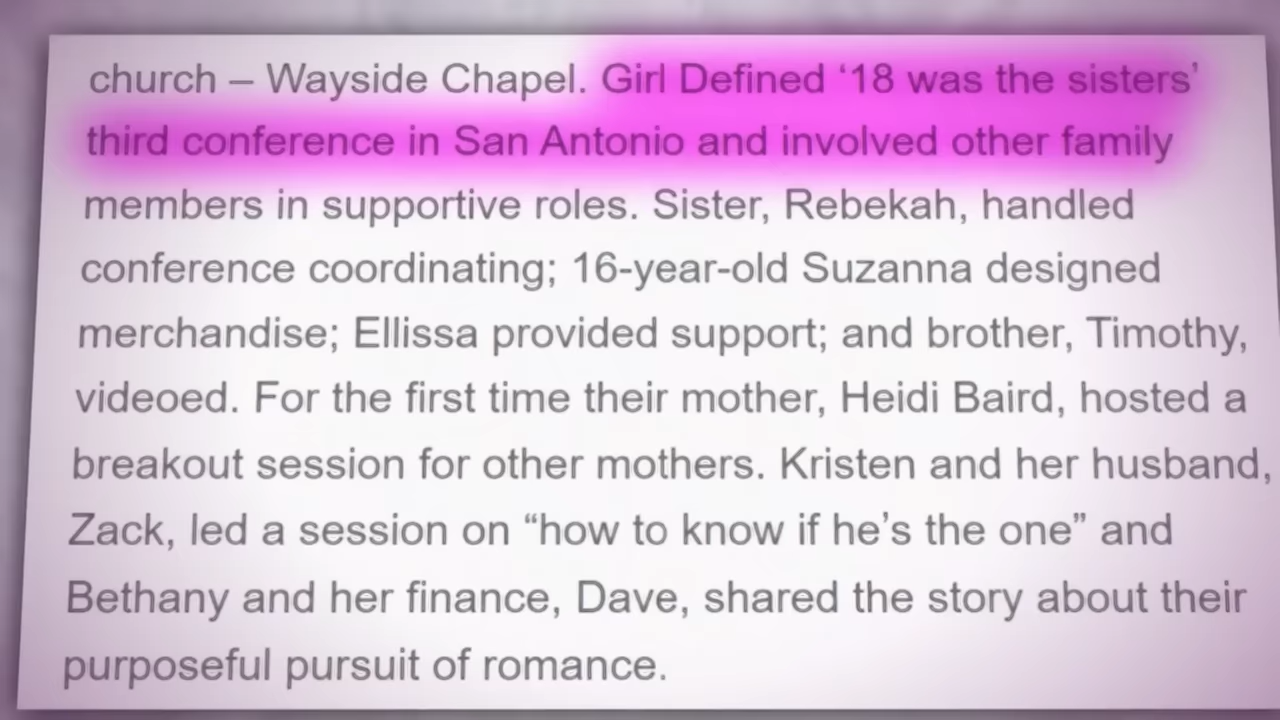 church – Wayside Chapel. Girl Defined ‘18 was the sisters’
third conference in San Antonio and involved other family
members in supportive roles. Sister, Rebekah, handled
conference coordinating; 16-year-old Suzanna designed
merchandise; Ellissa provided support; and brother, Timothy,
videoed. For the first time their mother, Heidi Baird, hosted a
breakout session for other mothers. Kristen and her husband,
Zack, led a session on “how to know if he’s the one” and
Bethany and her finance, Dave, shared the story about their
purposeful pursuit of romance.